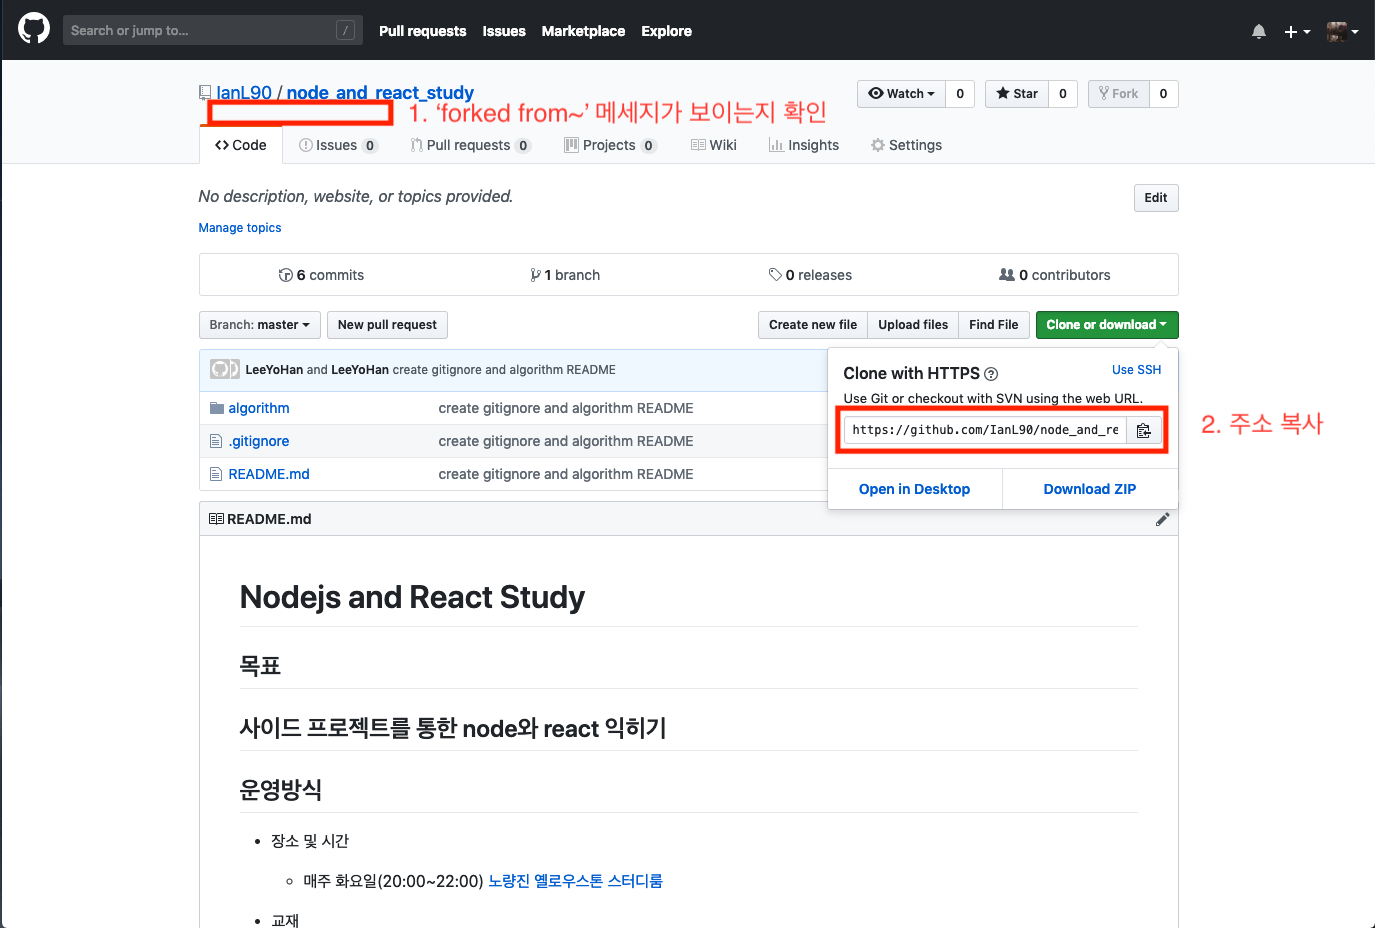 Search or jump to... /
Pull requests Issues Marketplace Explore
IanL90 / node_and_react_study
Watch 0 Star 0 Fork 0
1. ‘forked from~’ 메세지가 보이는지 확인
Code Issues 0 Pull requests 0 Projects 0 Wiki Insights Settings
No description, website, or topics provided.
Edit
Manage topics
6 commits 1 branch 0 releases 0 contributors
Branch: master New pull request Create new file Upload files Find File Clone or download
LeeYoHan and LeeYoHan create gitignore and algorithm README
algorithm create gitignore and algorithm README
.gitignore create gitignore and algorithm README
README.md create gitignore and algorithm README
Clone with HTTPS ? Use SSH
Use Git or checkout with SVN using the web URL.
https://github.com/IanL90/node_and_re
2. 주소 복사
Open in Desktop Download ZIP
README.md
Nodejs and React Study
목표
사이드 프로젝트를 통한 node와 react 익히기
운영방식
• 장소 및 시간
◦ 매주 화요일(20:00~22:00) 노량진 옐로우스톤 스터디룸
• 교재